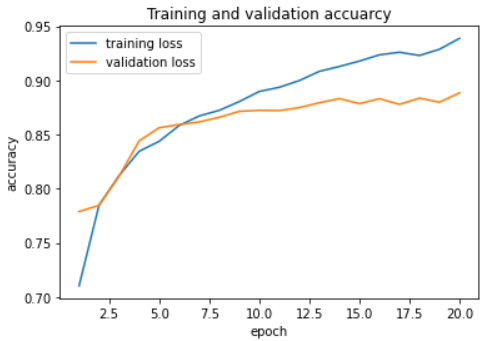 Training and validation accuarcy
training loss
validation loss
0.95
0.90
0.85
0.80
0.75
0.70
accuracy
2.5 5.0 7.5 10.0 12.5 15.0 17.5 20.0
epoch